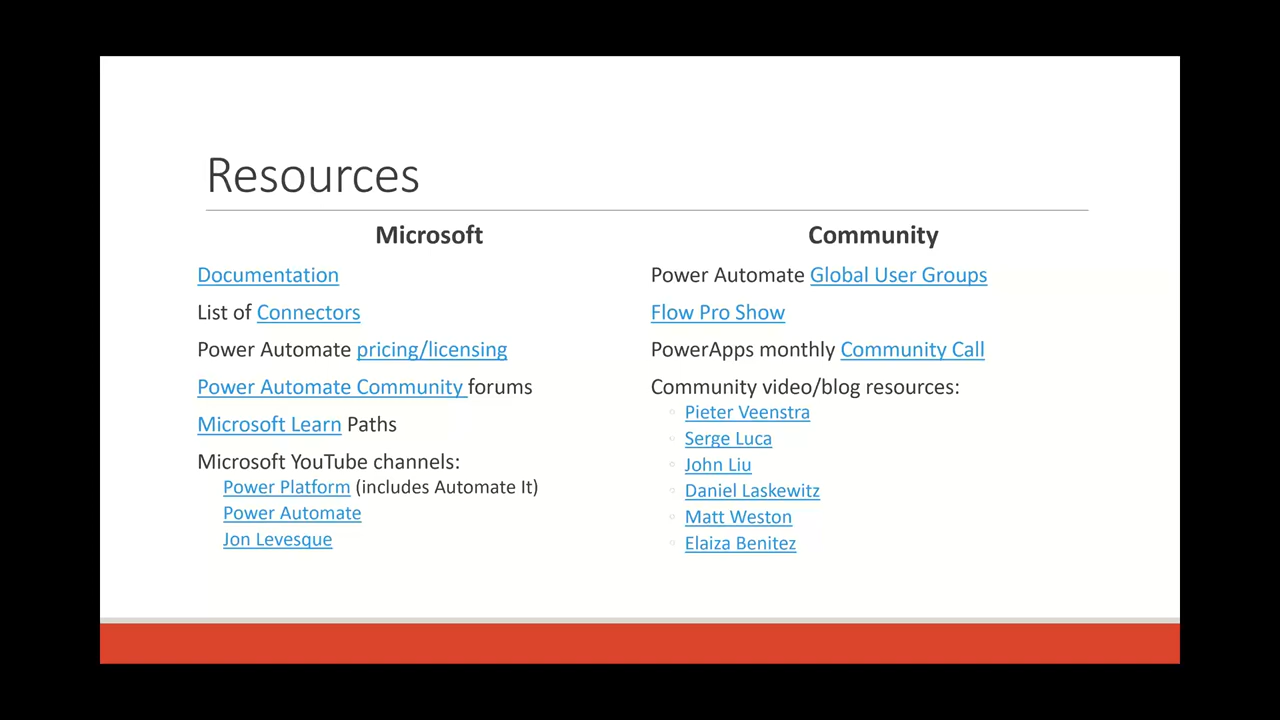 Resources
Microsoft
Documentation
List of Connectors
Power Automate pricing/licensing
Power Automate Community forums
Microsoft Learn Paths
Microsoft YouTube channels:
Power Platform (includes Automate It)
Power Automate
Jon Levesque
Community
Power Automate Global User Groups
Flow Pro Show
PowerApps monthly Community Call
Community video/blog resources:
Pieter Veenstra
Serge Luca
John Liu
Daniel Laskewitz
Matt Weston
Elaiza Benitez